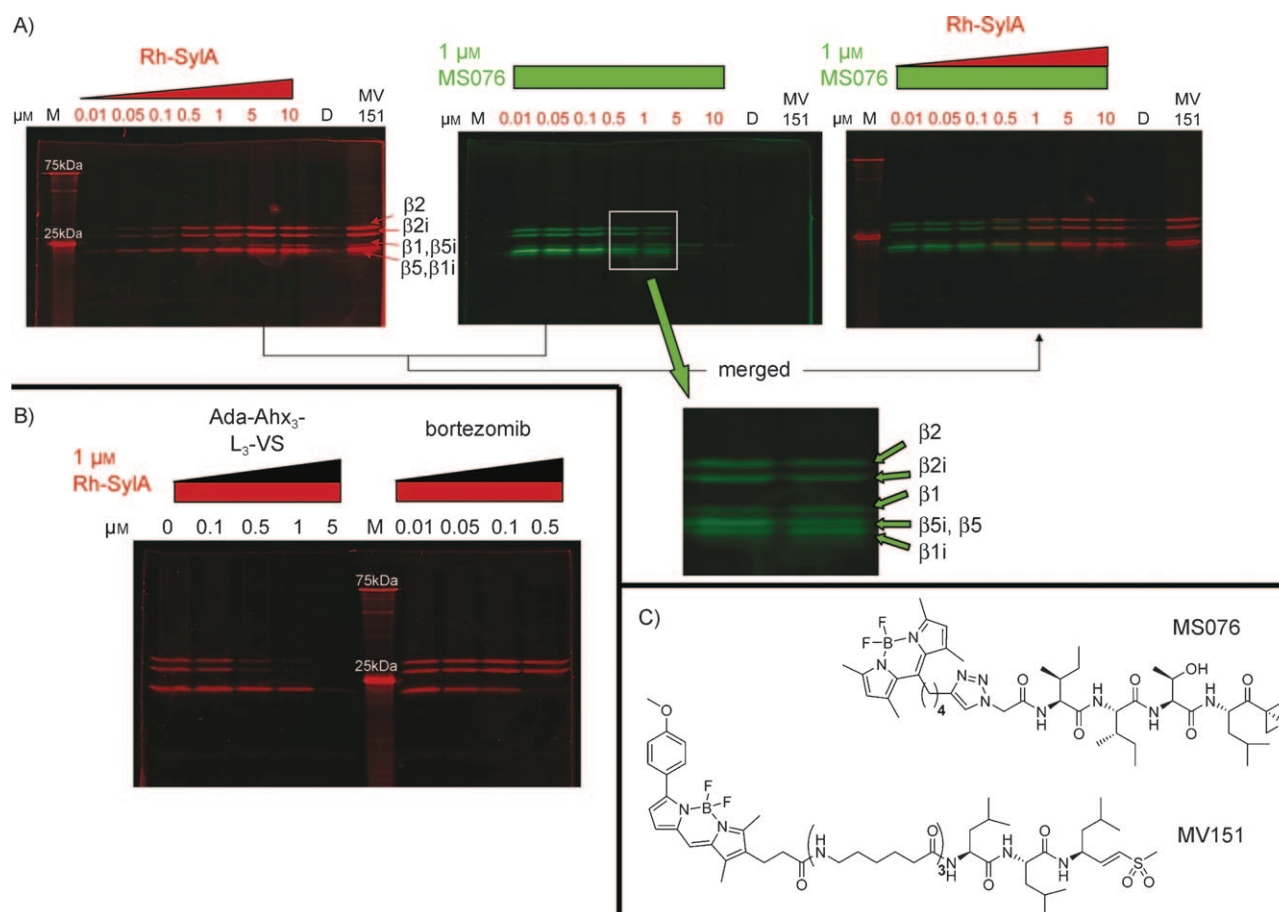 A)
Rh-SylA
µM M 0.01 0.05 0.1 0.5 1 5 10 D MV 151
75kDa
25kDa
β2
β2i
β1,β5i
β5,β1i
1 µM
MS076
µM M 0.01 0.05 0.1 0.5 1 5 10 D MV 151
Rh-SylA
1 µM
MS076
µM M 0.01 0.05 0.1 0.5 1 5 10 D MV 151
merged
β2
β2i
β1
β5i, β5
β1i
B)
Ada-Ahx3-
L3-VS
bortezomib
1 µM
Rh-SylA
µM 0 0.1 0.5 1 5 M 0.01 0.05 0.1 0.5
75kDa
25kDa
C)
MS076
F
F
B
N
N
N
N
N
4
O
N
H
O
H
N
O
OH
N
H
O
H
N
O
O
MV151
O
F
F
B
N
N
O
N
H
O
3
N
H
O
H
N
O
N
H
S
O
O